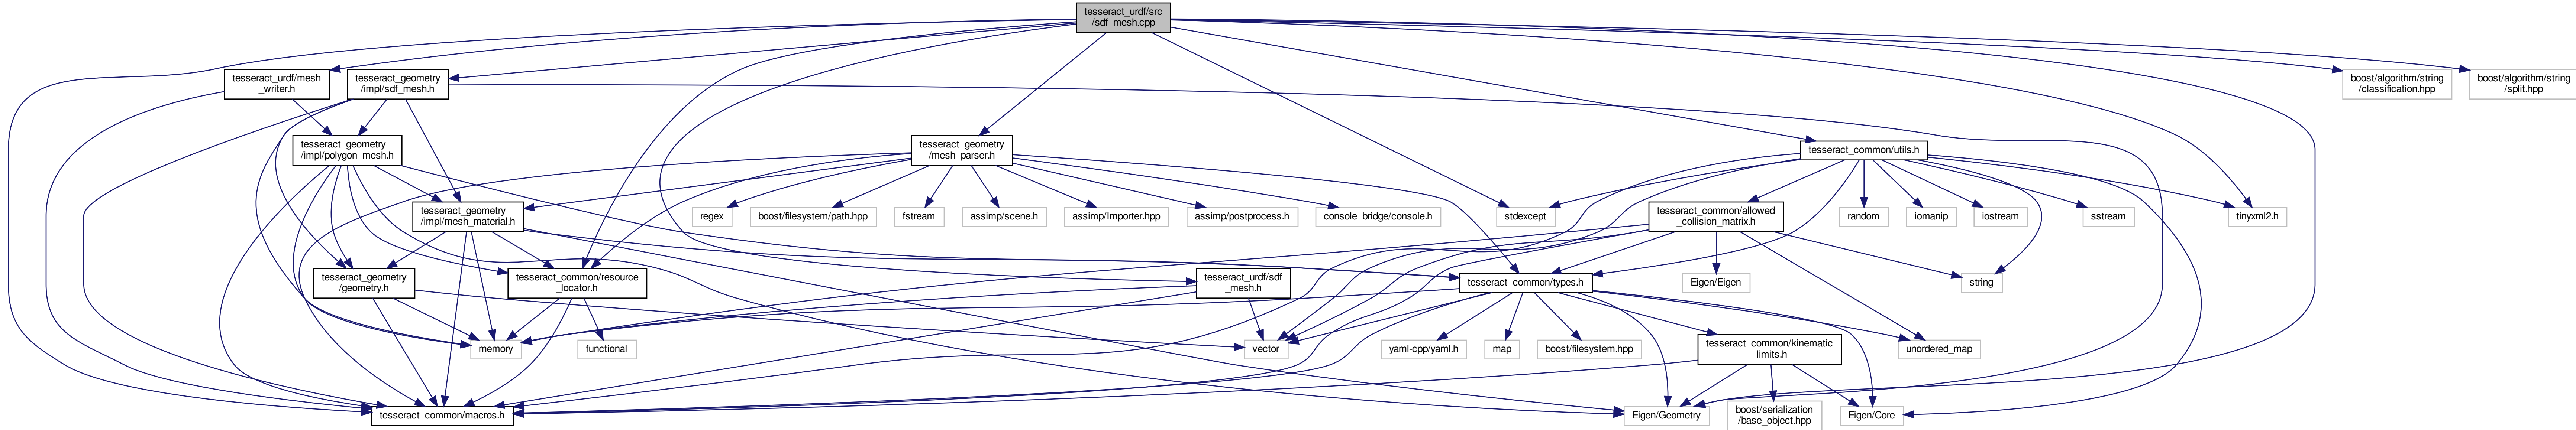 tesseract_urdf/src
/sdf_mesh.cpp
tesseract_urdf/mesh
_writer.h
tesseract_geometry
/impl/sdf_mesh.h
boost/algorithm/string
/classification.hpp
boost/algorithm/string
/split.hpp
tesseract_geometry
/impl/polygon_mesh.h
tesseract_geometry
/mesh_parser.h
tesseract_common/utils.h
tesseract_geometry
/impl/mesh_material.h
regex
boost/filesystem/path.hpp
fstream
assimp/scene.h
assimp/Importer.hpp
assimp/postprocess.h
console_bridge/console.h
stdexcept
tesseract_common/allowed
_collision_matrix.h
random
iomanip
iostream
sstream
tinyxml2.h
tesseract_geometry
/geometry.h
tesseract_common/resource
_locator.h
tesseract_urdf/sdf
_mesh.h
tesseract_common/types.h
Eigen/Eigen
string
memory
functional
vector
yaml-cpp/yaml.h
map
boost/filesystem.hpp
tesseract_common/kinematic
_limits.h
unordered_map
tesseract_common/macros.h
Eigen/Geometry
boost/serialization
/base_object.hpp
Eigen/Core